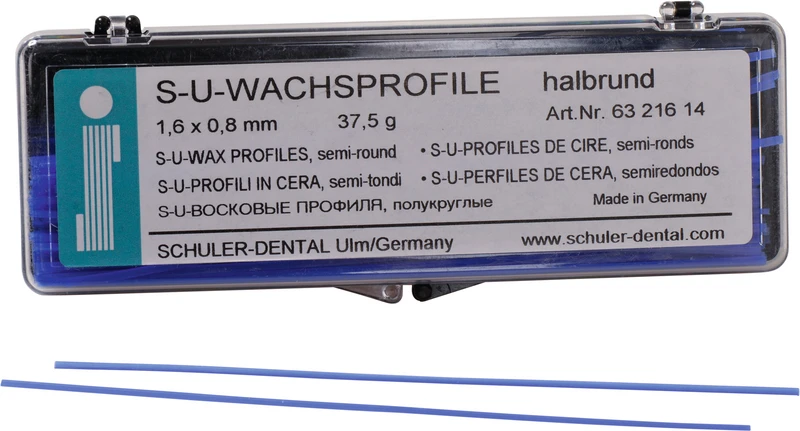 S-U-WACHSPROFILE halbrund
1,6 x 0,8 mm 37,5 g Art.Nr. 63 216 14
S-U-WAX PROFILES, semi-round • S-U-PROFILES DE CIRE, semi-ronds
S-U-PROFILI IN CERA, semi-tondi • S-U-PERFILES DE CERA, semiredondos
S-U-ВОСКОВЫЕ ПРОФИЛЯ, полукруглые Made in Germany
SCHULER-DENTAL Ulm/Germany www.schuler-dental.com